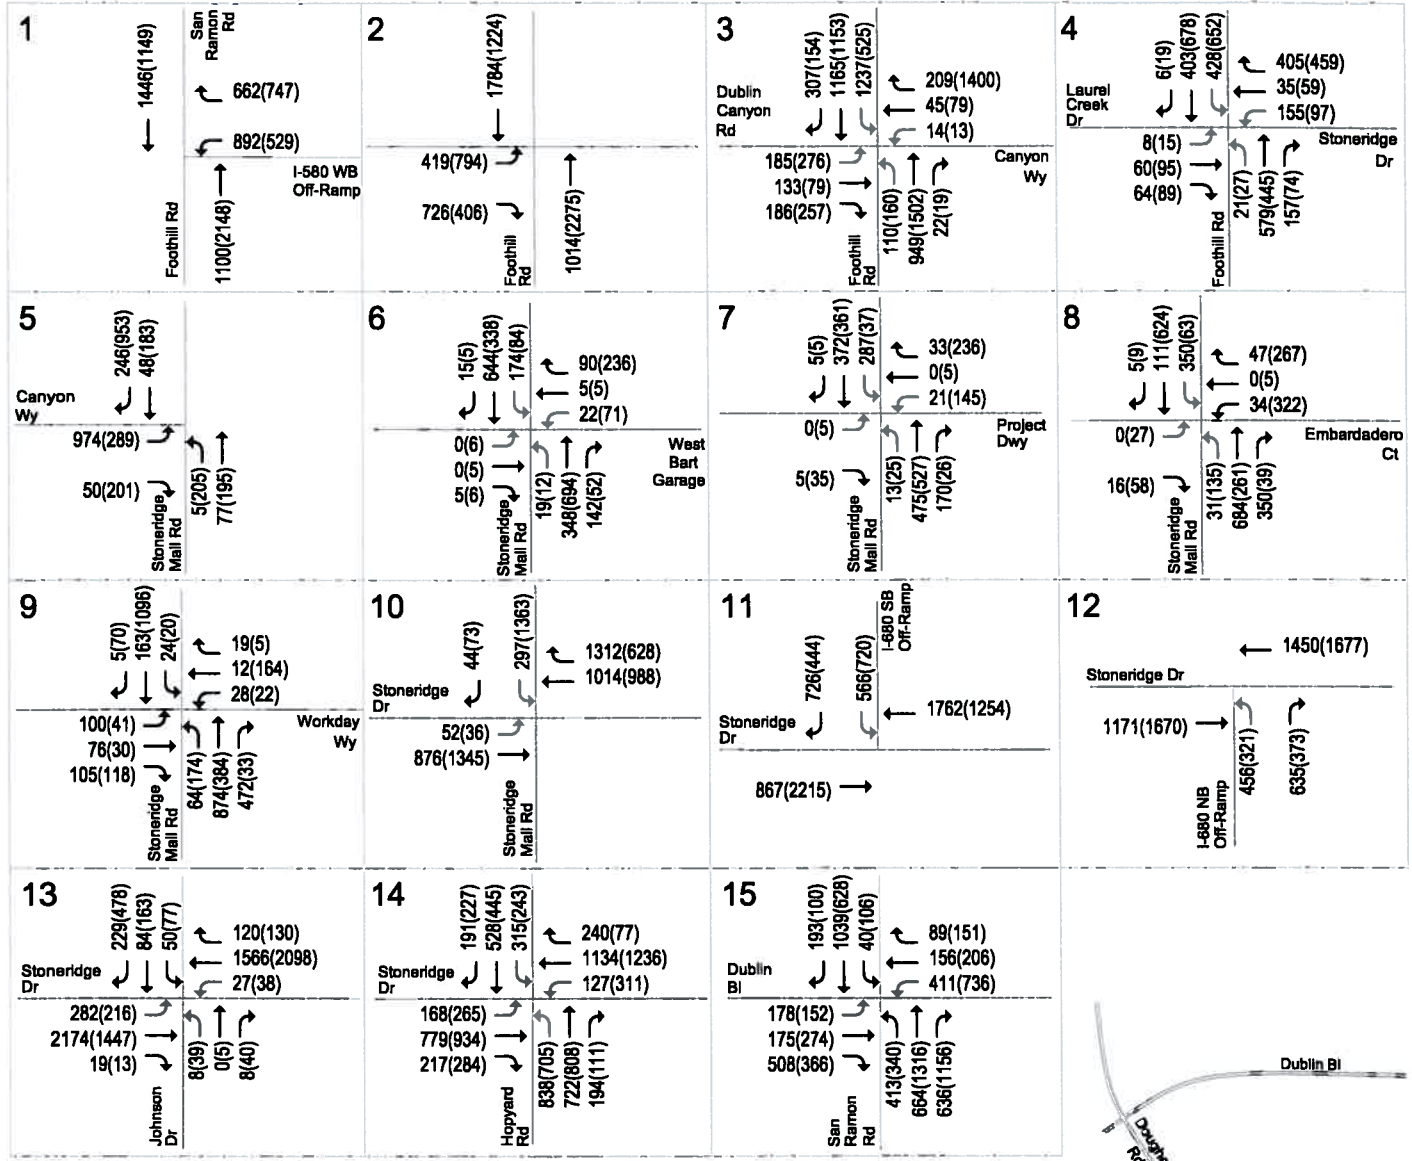 1
San
Ramon
Rd
1446(1149)
662(747)
892(529)
I-580 WB
Off-Ramp
Foothill Rd
1100(2148)
2
1784(1224)
419(794)
726(406)
Foothill
Rd
1014(2275)
3
307(154)
1165(1153)
1237(525)
Dublin
Canyon
Rd
209(1400)
45(79)
14(13)
185(276)
133(79)
186(257)
Canyon
Wy
Foothill
Rd
110(160)
949(1502)
22(19)
4
6(19)
403(678)
428(652)
Laurel
Creek
Dr
405(459)
35(59)
155(97)
8(15)
60(95)
64(89)
Stoneridge
Dr
Foothill Rd
21(27)
579(445)
157(74)
5
246(953)
48(183)
Canyon
Wy
974(289)
50(201)
Stoneridge
Mall Rd
5(205)
77(195)
6
15(5)
644(338)
174(84)
90(236)
5(5)
22(71)
0(6)
0(5)
5(6)
West
Bart
Garage
Stoneridge
Mall Rd
19(12)
348(694)
142(52)
7
5(5)
372(361)
287(37)
33(236)
0(5)
21(145)
0(5)
5(35)
Project
Dwy
Stoneridge
Mall Rd
13(25)
475(527)
170(26)
8
5(9)
111(624)
350(63)
47(267)
0(5)
34(322)
0(27)
16(58)
Embardadero
Ct
Stoneridge
Mall Rd
31(135)
684(261)
350(39)
9
5(70)
163(1096)
24(20)
19(5)
12(164)
28(22)
100(41)
76(30)
105(118)
Workday
Wy
Stoneridge
Mall Rd
64(174)
874(384)
472(33)
10
44(73)
297(1363)
1312(628)
1014(988)
Stoneridge
Dr
52(36)
876(1345)
Stoneridge
Mall Rd
11
726(444)
566(720)
I-680 SB
Off-Ramp
1762(1254)
Stoneridge
Dr
867(2215)
12
1450(1677)
Stoneridge Dr
1171(1670)
I-680 NB
Off-Ramp
456(321)
635(373)
13
229(478)
84(163)
50(77)
Stoneridge
Dr
120(130)
1566(2098)
27(38)
282(216)
2174(1447)
19(13)
Johnson
Dr
8(39)
0(5)
8(40)
14
191(227)
528(445)
315(243)
Stoneridge
Dr
240(77)
1134(1236)
127(311)
168(265)
779(934)
217(284)
Hopyard
Rd
838(705)
722(808)
194(111)
15
193(100)
1039(628)
40(106)
Dublin
Bl
89(151)
156(206)
411(736)
178(152)
175(274)
508(366)
San
Ramon
Rd
413(340)
664(1316)
636(1156)
Dublin Bl